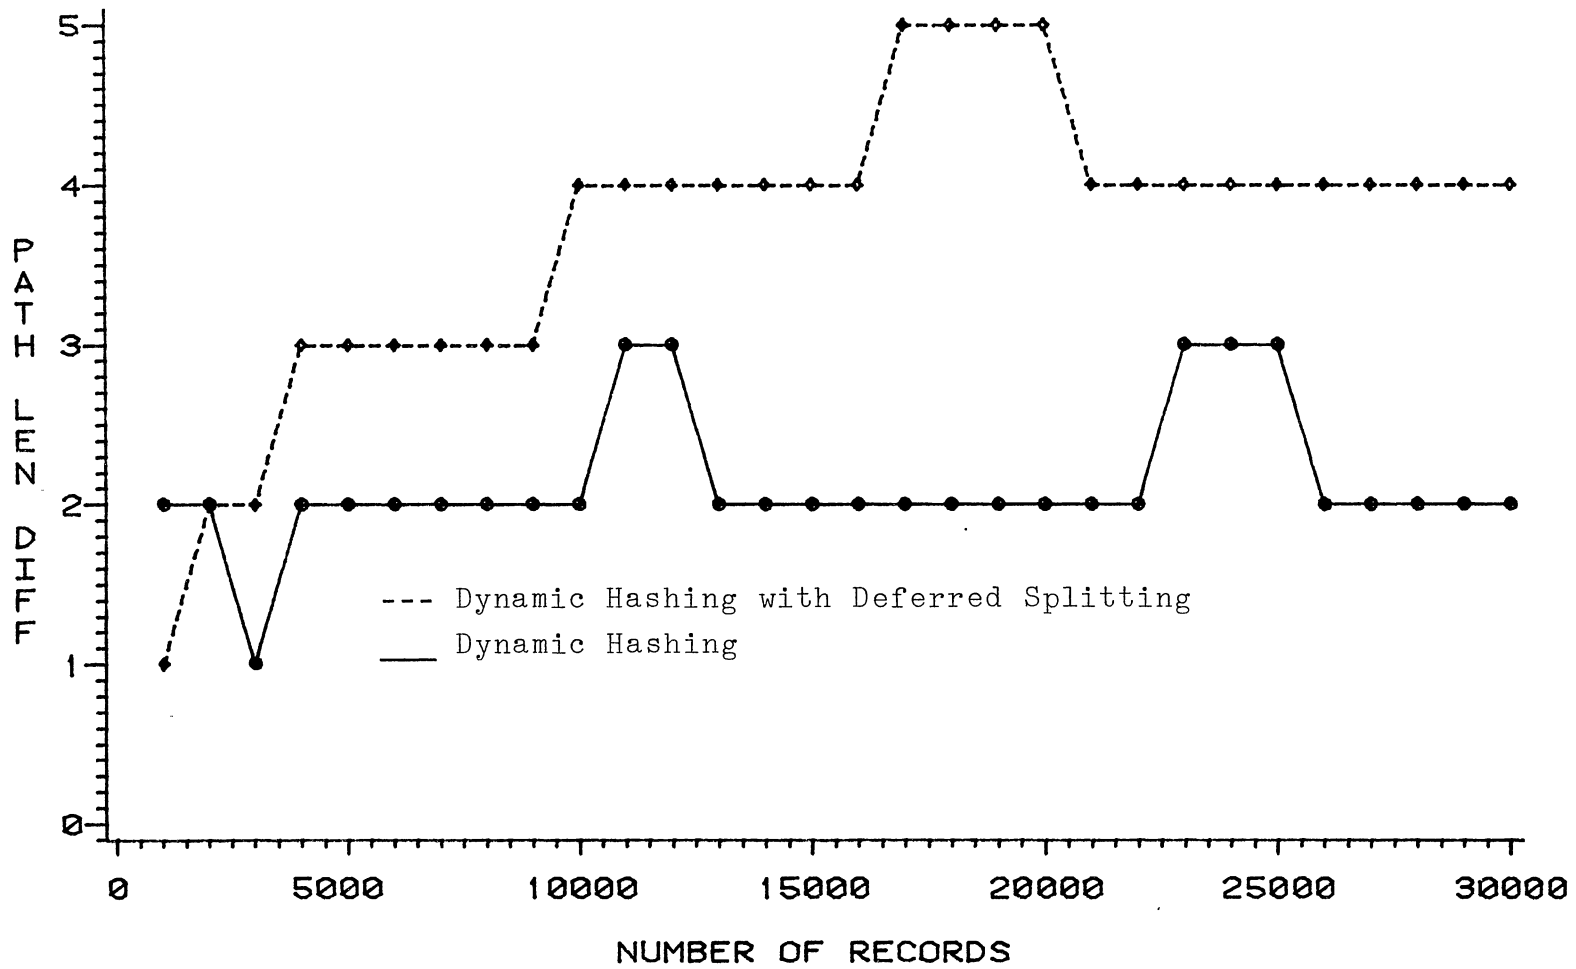 5
4
3
2
1
0
PATH LEN DIFF
Dynamic Hashing with Deferred Splitting
Dynamic Hashing
0 5000 10000 15000 20000 25000 30000
NUMBER OF RECORDS